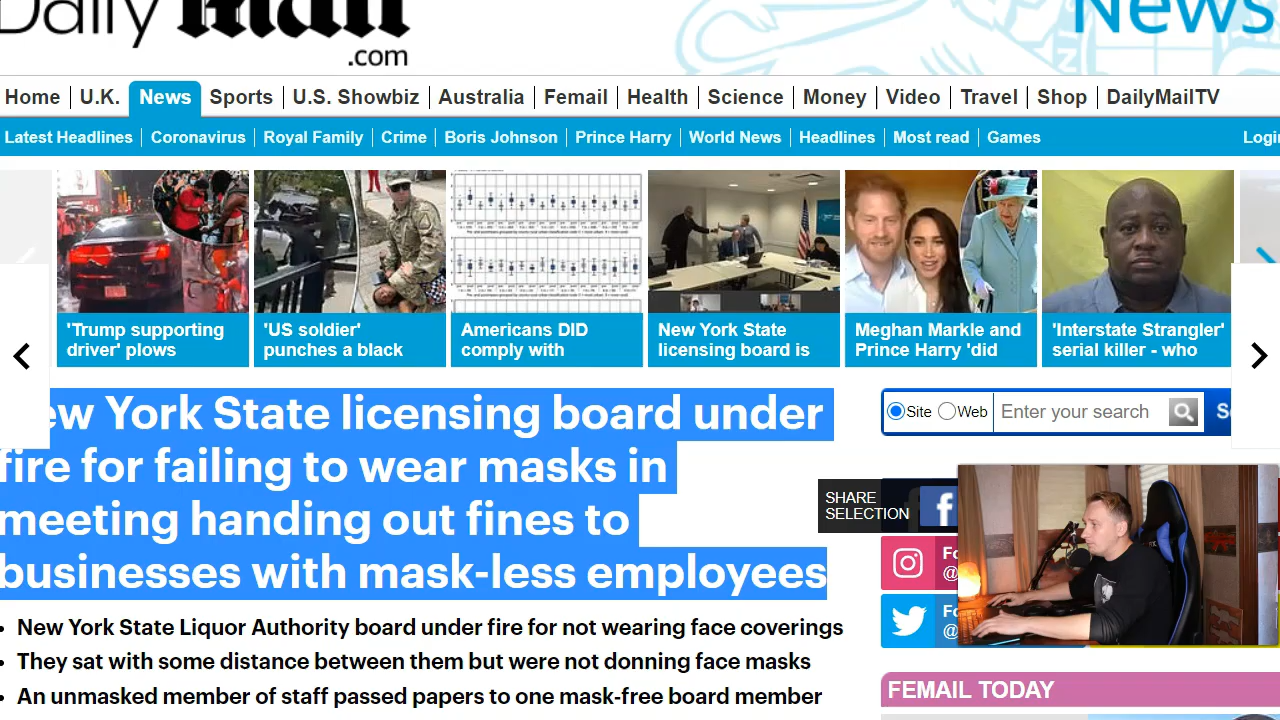 Daily Mail
.com
News
Home U.K. News Sports U.S. Showbiz Australia Femail Health Science Money Video Travel Shop DailyMailTV
Latest Headlines Coronavirus Royal Family Crime Boris Johnson Prince Harry World News Headlines Most read Games Login
'Trump supporting
driver' plows
'US soldier'
punches a black
Americans DID
comply with
New York State
licensing board is
Meghan Markle and
Prince Harry 'did
'Interstate Strangler'
serial killer - who
ew York State licensing board under
fire for failing to wear masks in
meeting handing out fines to
businesses with mask-less employees
Site Web Enter your search
SHARE
SELECTION
f
Fo
@
Fo
@
• New York State Liquor Authority board under fire for not wearing face coverings
• They sat with some distance between them but were not donning face masks
• An unmasked member of staff passed papers to one mask-free board member
FEMAIL TODAY